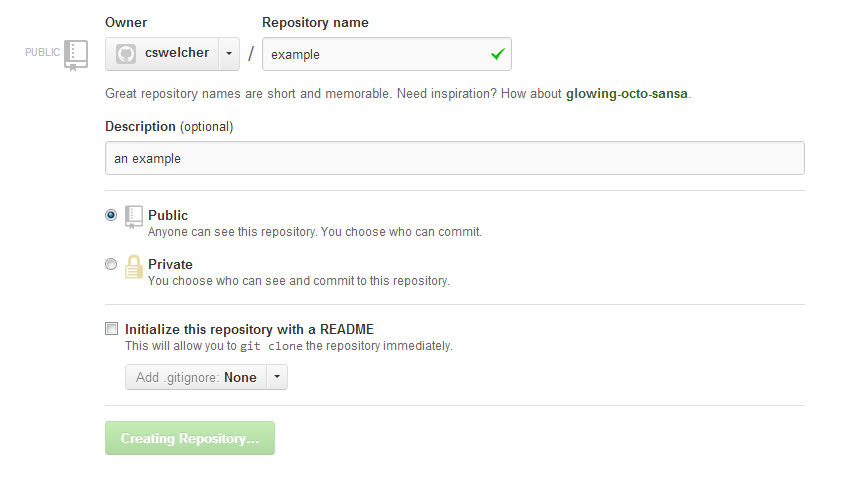 Owner
Repository name
PUBLIC
cswelcher / example
Great repository names are short and memorable. Need inspiration? How about glowing-octo-sansa.
Description (optional)
an example
Public
Anyone can see this repository. You choose who can commit.
Private
You choose who can see and commit to this repository.
Initialize this repository with a README
This will allow you to git clone the repository immediately.
Add .gitignore: None
Creating Repository...